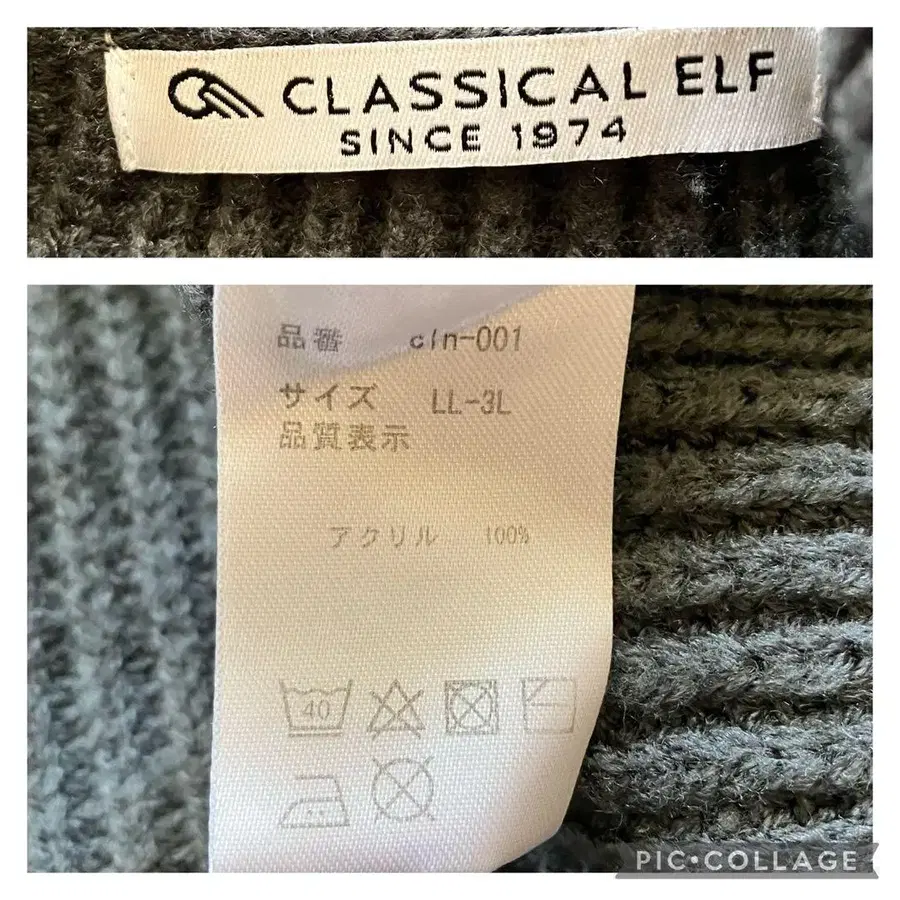 CLASSICAL ELF
SINCE 1974
品番 cln-001
サイズ LL-3L
品質表示
アクリル 100%
40
PIC•COLLAGE